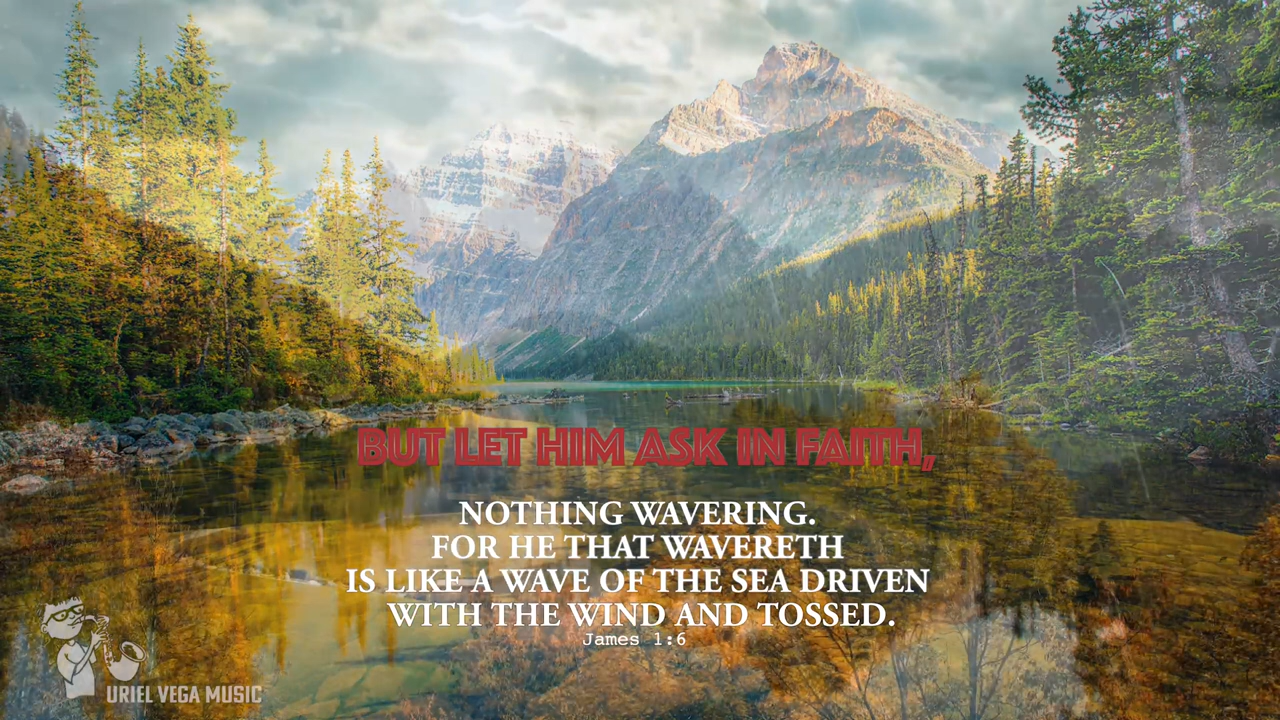 BUT LET HIM ASK IN FAITH,
NOTHING WAVERING.
FOR HE THAT WAVERETH
IS LIKE A WAVE OF THE SEA DRIVEN
WITH THE WIND AND TOSSED.
James 1:6
URIEL VEGA MUSIC